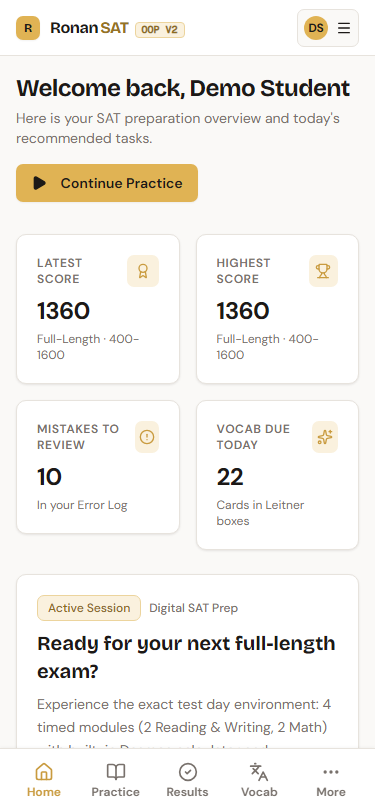 R RonanSAT OOP V2 DS
Welcome back, Demo Student
Here is your SAT preparation overview and today's
recommended tasks.
Continue Practice
LATEST
SCORE
1360
Full-Length · 400-
1600
HIGHEST
SCORE
1360
Full-Length · 400-
1600
MISTAKES TO
REVIEW
10
In your Error Log
VOCAB DUE
TODAY
22
Cards in Leitner
boxes
Active Session Digital SAT Prep
Ready for your next full-length
exam?
Experience the exact test day environment: 4
timed modules (2 Reading & Writing, 2 Math)
Home Practice Results Vocab More